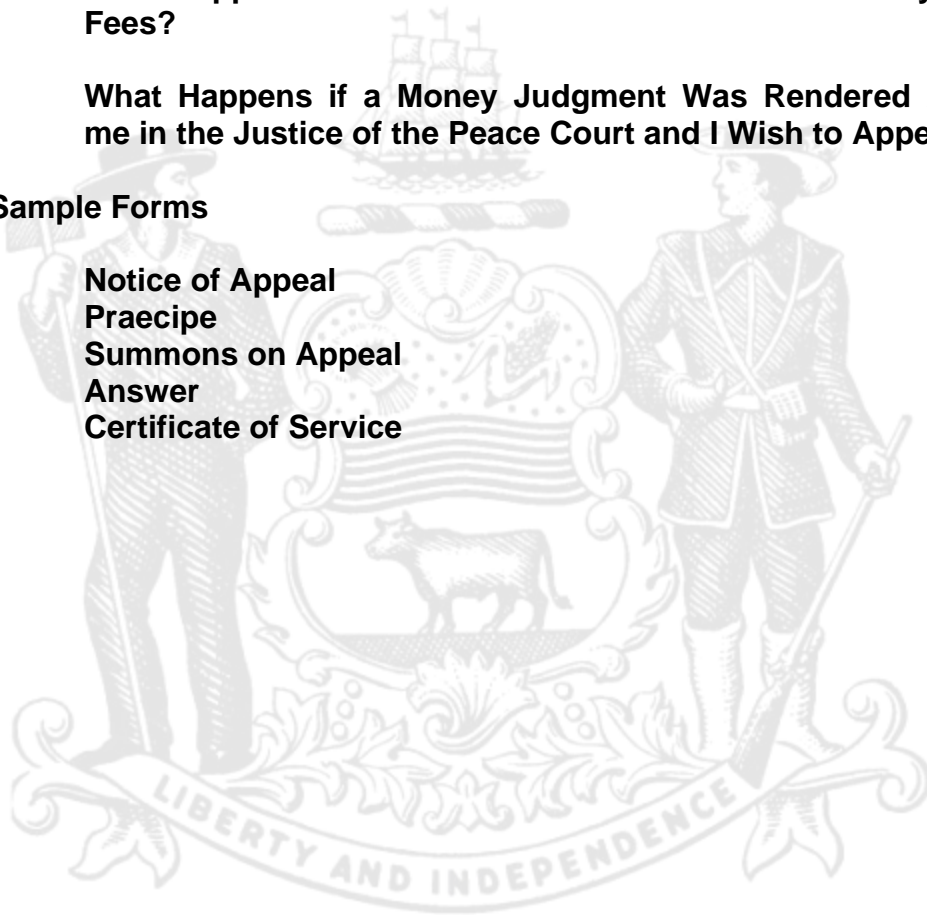 Fees?
What Happens if a Money Judgment Was Rendered
me in the Justice of the Peace Court and I Wish to Appe
Sample Forms
Notice of Appeal
Praecipe
Summons on Appeal
Answer
Certificate of Service
LIBERTY AND INDEPENDENCE